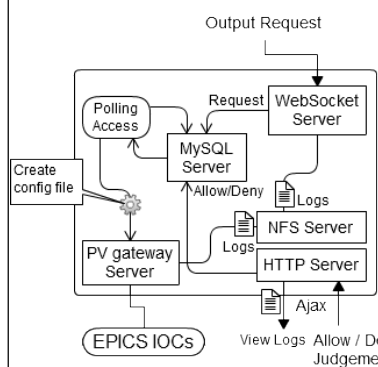 Output Request
Polling
Access
Request
WebSocket
Server
MySQL
Server
Create
config file
Allow/Deny
Logs
PV gateway
Server
Logs
NFS Server
HTTP Server
Ajax
EPICS IOCs
View Logs
Allow / De
Judgeme